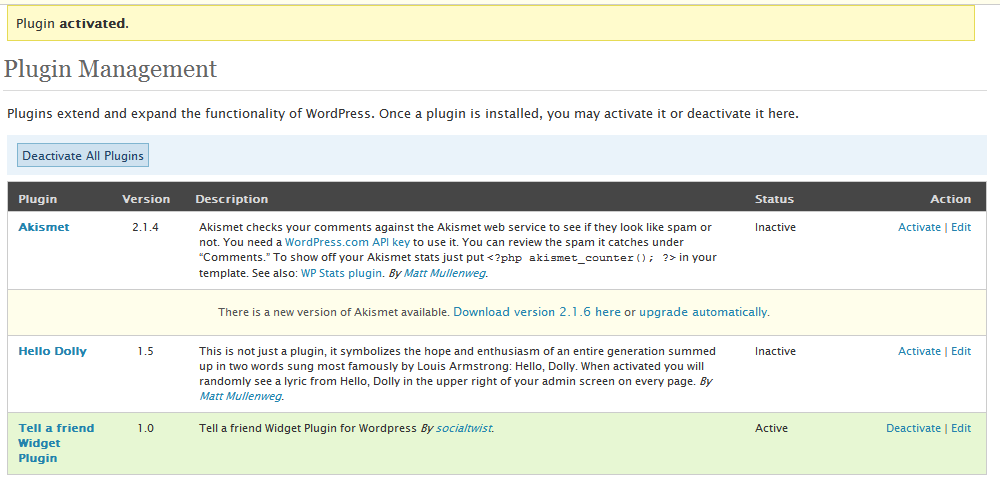 Plugin activated.
Plugin Management
Plugins extend and expand the functionality of WordPress. Once a plugin is installed, you may activate it or deactivate it here.
Deactivate All Plugins
Plugin Version Description Status Action
Akismet 2.1.4 Akismet checks your comments against the Akismet web service to see if they look like spam or Inactive Activate | Edit
not. You need a WordPress.com API key to use it. You can review the spam it catches under
“Comments.” To show off your Akismet stats just put <?php akismet_counter(); ?> in your
template. See also: WP Stats plugin. By Matt Mullenweg.
There is a new version of Akismet available. Download version 2.1.6 here or upgrade automatically.
Hello Dolly 1.5 This is not just a plugin, it symbolizes the hope and enthusiasm of an entire generation summed Inactive Activate | Edit
up in two words sung most famously by Louis Armstrong: Hello, Dolly. When activated you will
randomly see a lyric from Hello, Dolly in the upper right of your admin screen on every page. By
Matt Mullenweg.
Tell a friend 1.0 Tell a friend Widget Plugin for Wordpress By socialtwist. Active Deactivate | Edit
Widget
Plugin